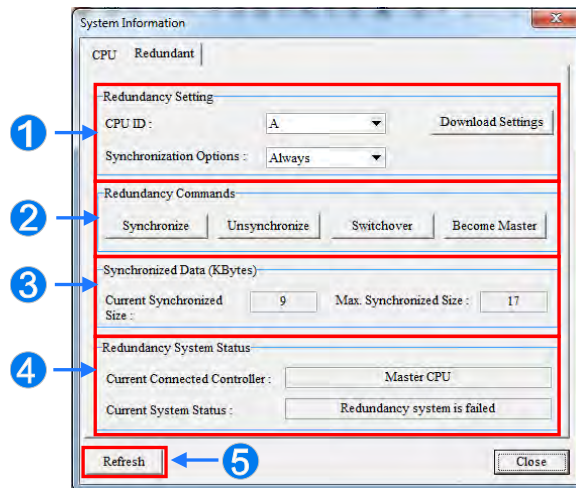 System Information
CPU Redundant
Redundancy Setting
CPU ID : A Download Settings
1
Synchronization Options : Always
Redundancy Commands
2
Synchronize Unsynchronize Switchover Become Master
Synchronized Data (KBytes)
3
Current Synchronized Size : 9 Max. Synchronized Size : 17
Redundancy System Status
4
Current Connected Controller : Master CPU
Current System Status : Redundancy system is failed
Refresh 5 Close